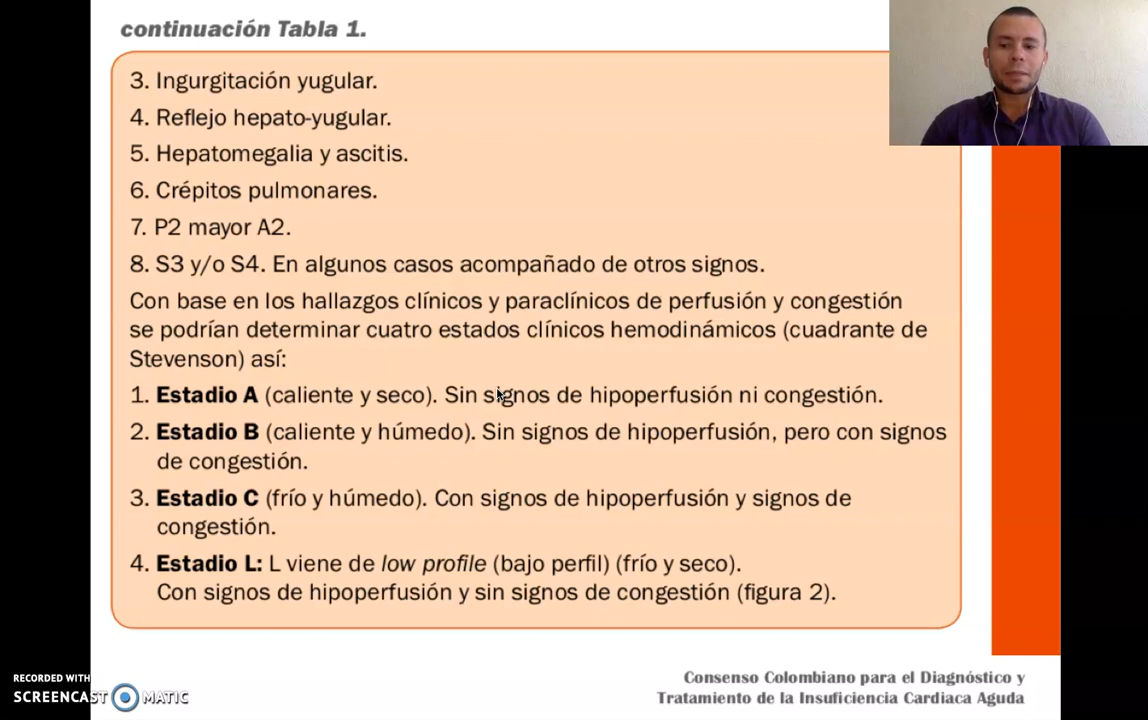 continuación Tabla 1.
3. Ingurgitación yugular.
4. Reflejo hepato-yugular.
5. Hepatomegalia y ascitis.
6. Crépitos pulmonares.
7. P2 mayor A2.
8. S3 y/o S4. En algunos casos acompañado de otros signos.
Con base en los hallazgos clínicos y paraclínicos de perfusión y congestión
se podrían determinar cuatro estados clínicos hemodinámicos (cuadrante de
Stevenson) así:
1. Estadio A (caliente y seco). Sin signos de hipoperfusión ni congestión.
2. Estadio B (caliente y húmedo). Sin signos de hipoperfusión, pero con signos
de congestión.
3. Estadio C (frío y húmedo). Con signos de hipoperfusión y signos de
congestión.
4. Estadio L: L viene de low profile (bajo perfil) (frío y seco).
Con signos de hipoperfusión y sin signos de congestión (figura 2).
Consenso Colombiano para el Diagnóstico y
Tratamiento de la Insuficiencia Cardiaca Aguda
RECORDED WITH
SCREENCAST MATIC